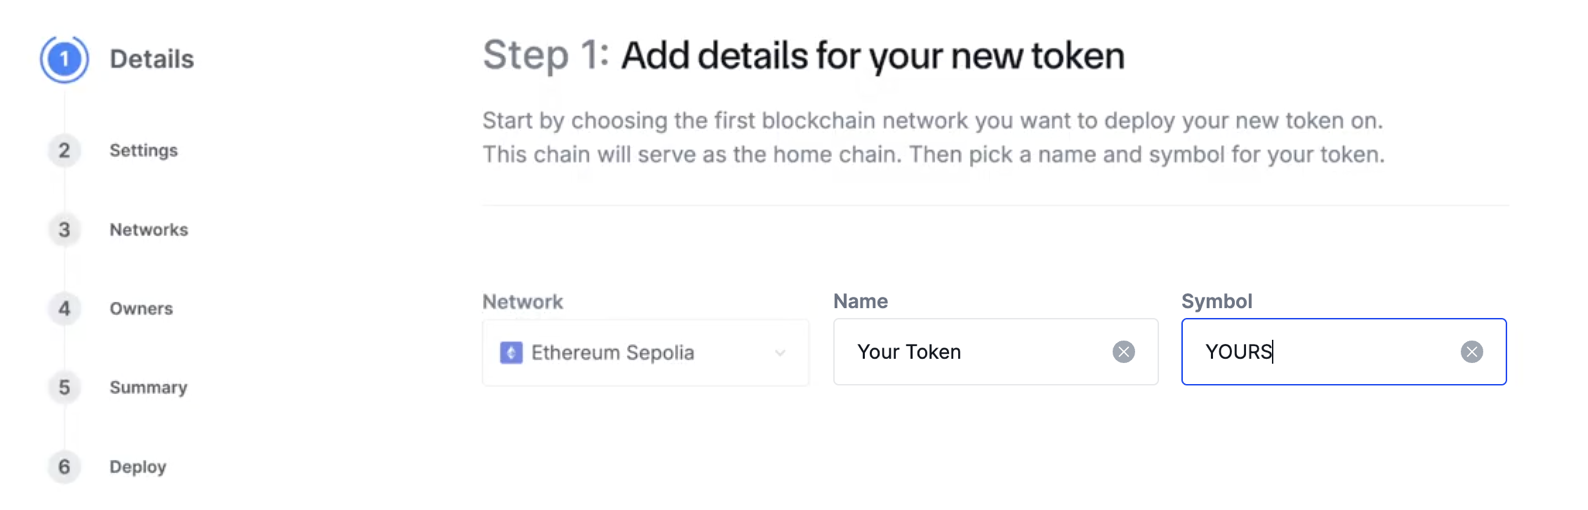 1 Details
2 Settings
3 Networks
4 Owners
5 Summary
6 Deploy
Step 1: Add details for your new token
Start by choosing the first blockchain network you want to deploy your new token on.
This chain will serve as the home chain. Then pick a name and symbol for your token.
Network Name Symbol
Ethereum Sepolia Your Token YOURS